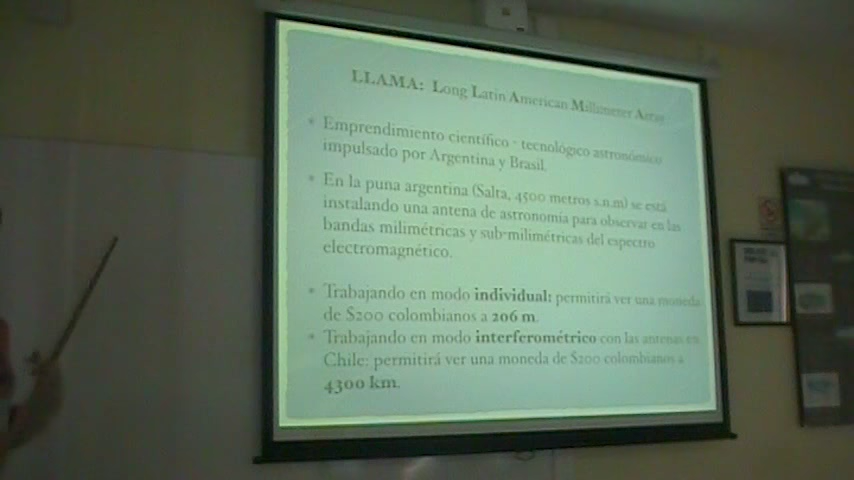 LLAMA: Long Latin American Millimeter Array
* Emprendimiento científico - tecnológico astronómico
impulsado por Argentina y Brasil.
* En la puna argentina (Salta, 4500 metros s.n.m) se está
instalando una antena de astronomía para observar en las
bandas milimétricas y sub-milimétricas del espectro
electromagnético.
* Trabajando en modo individual: permitirá ver una moneda
de $200 colombianos a 206 m.
* Trabajando en modo interferométrico con las antenas en
Chile: permitirá ver una moneda de $200 colombianos a
4300 km.